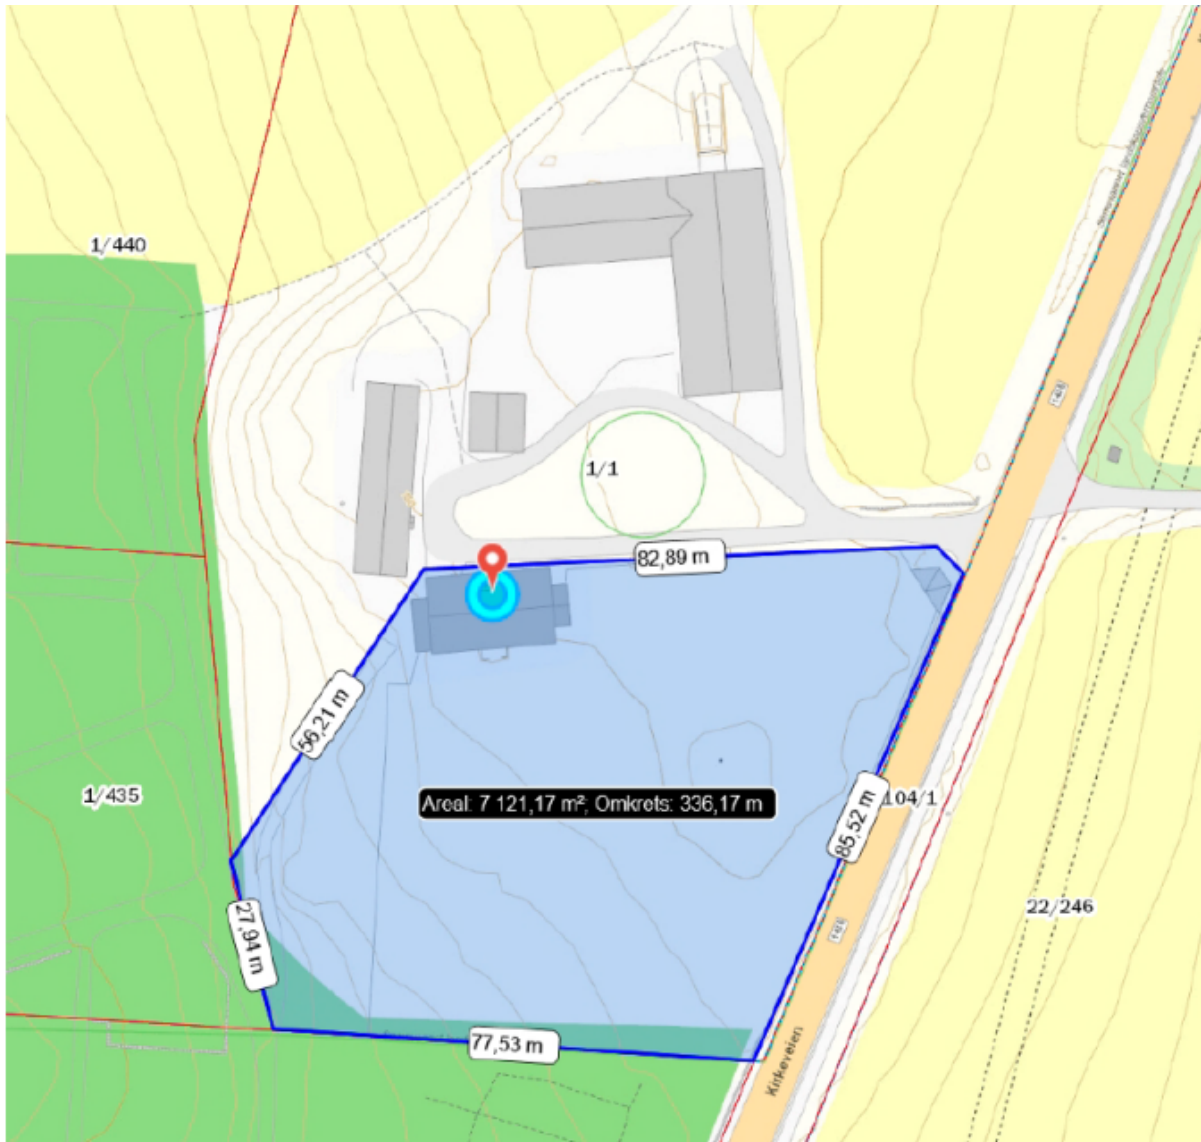 1/440
1/1
82,89 m
56,21 m
1/435
Areal: 7 121,17 m²; Omkrets: 336,17 m
104/1
85,52 m
22/246
27,94 m
77,53 m
Kirkeveien